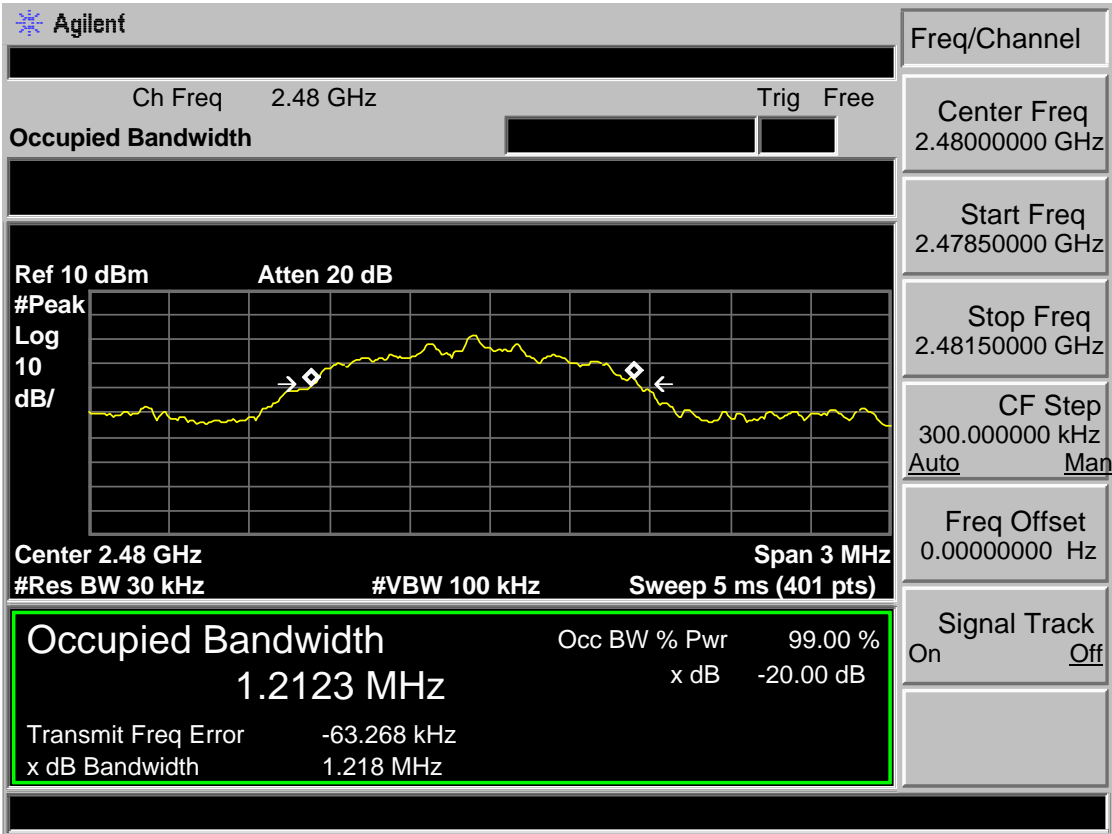 Agilent
Freq/Channel
Ch Freq 2.48 GHz Trig Free
Occupied Bandwidth
Center Freq
2.48000000 GHz
Start Freq
2.47850000 GHz
Stop Freq
2.48150000 GHz
CF Step
300.000000 kHz
Auto Man
Freq Offset
0.00000000 Hz
Signal Track
On Off
Ref 10 dBm Atten 20 dB
#Peak
Log
10
dB/
Center 2.48 GHz Span 3 MHz
#Res BW 30 kHz #VBW 100 kHz Sweep 5 ms (401 pts)
Occupied Bandwidth Occ BW % Pwr 99.00 %
1.2123 MHz x dB -20.00 dB
Transmit Freq Error -63.268 kHz
x dB Bandwidth 1.218 MHz